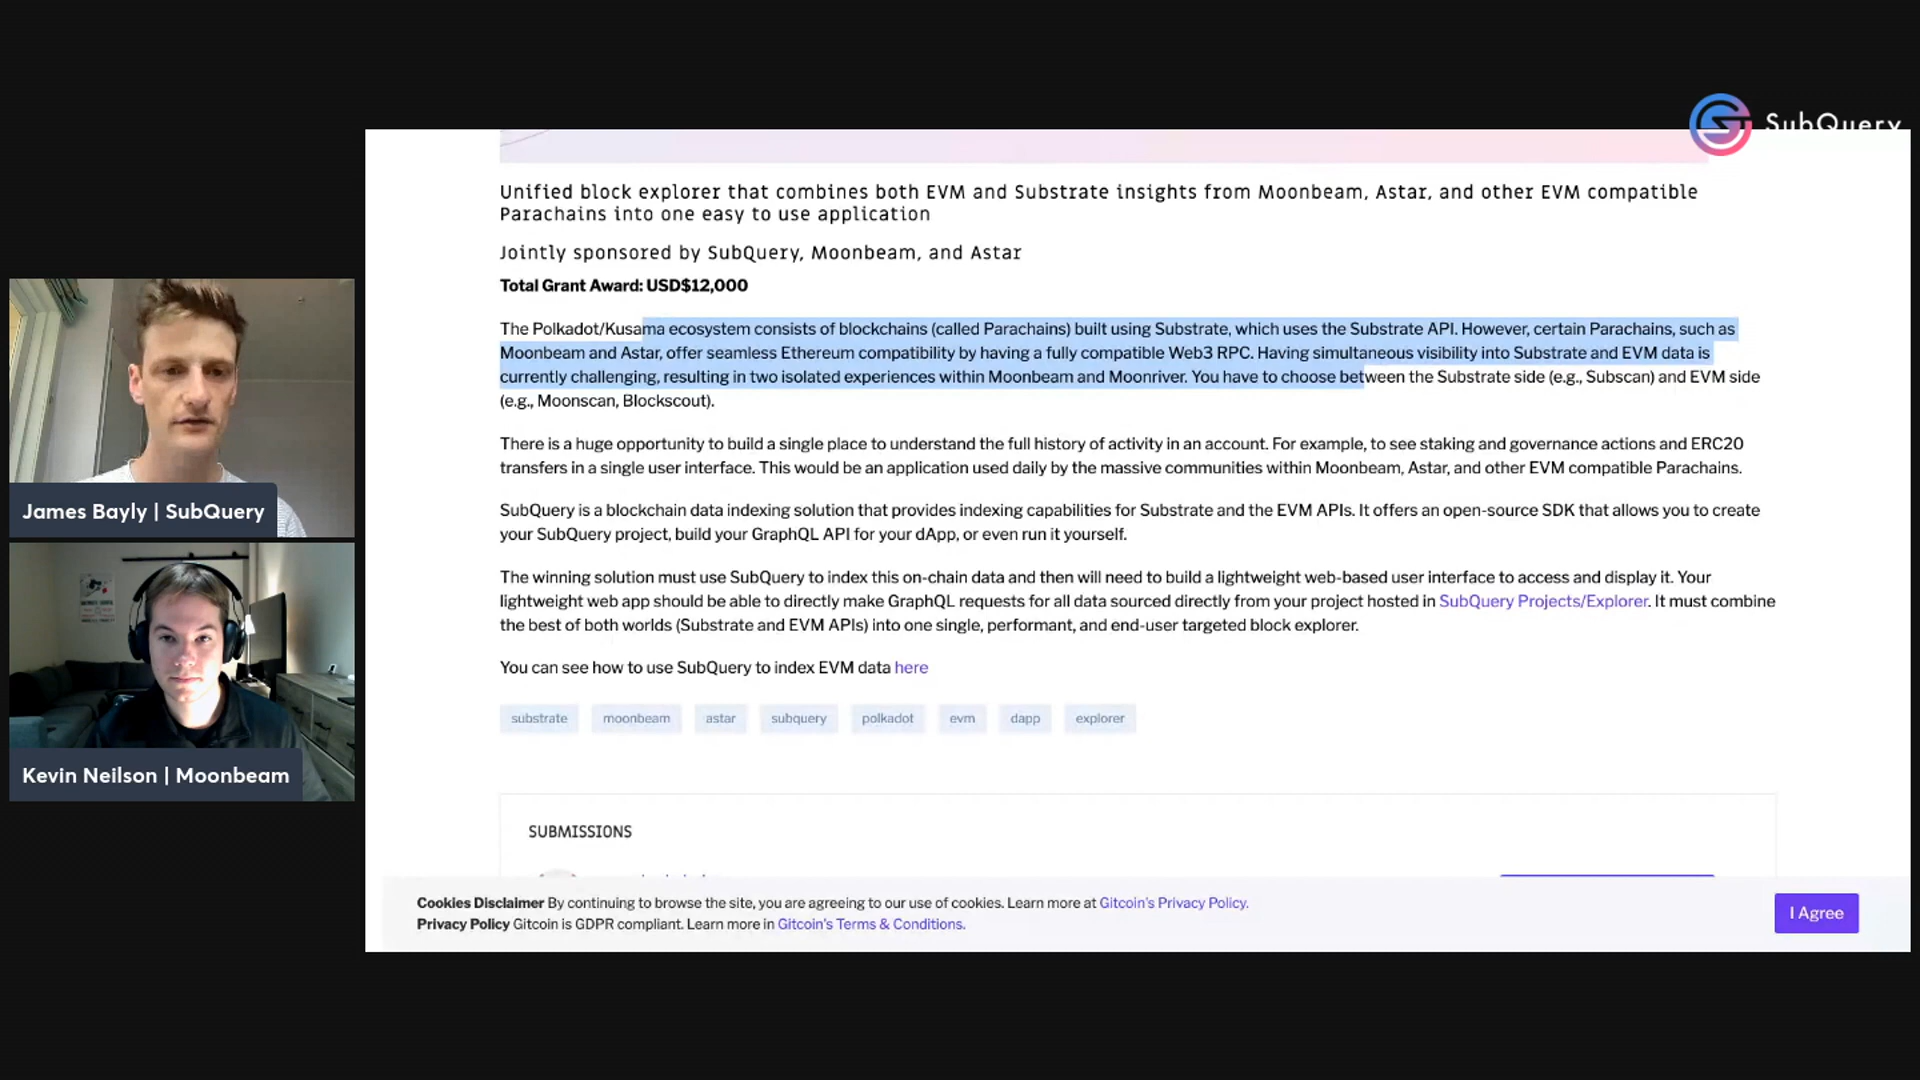 SubQuery
Unified block explorer that combines both EVM and Substrate insights from Moonbeam, Astar, and other EVM compatible
Parachains into one easy to use application
Jointly sponsored by SubQuery, Moonbeam, and Astar
Total Grant Award: USD$12,000
The Polkadot/Kusama ecosystem consists of blockchains (called Parachains) built using Substrate, which uses the Substrate API. However, certain Parachains, such as
Moonbeam and Astar, offer seamless Ethereum compatibility by having a fully compatible Web3 RPC. Having simultaneous visibility into Substrate and EVM data is
currently challenging, resulting in two isolated experiences within Moonbeam and Moonriver. You have to choose between the Substrate side (e.g., Subscan) and EVM side
(e.g., Moonscan, Blockscout).
There is a huge opportunity to build a single place to understand the full history of activity in an account. For example, to see staking and governance actions and ERC20
transfers in a single user interface. This would be an application used daily by the massive communities within Moonbeam, Astar, and other EVM compatible Parachains.
SubQuery is a blockchain data indexing solution that provides indexing capabilities for Substrate and the EVM APIs. It offers an open-source SDK that allows you to create
your SubQuery project, build your GraphQL API for your dApp, or even run it yourself.
The winning solution must use SubQuery to index this on-chain data and then will need to build a lightweight web-based user interface to access and display it. Your
lightweight web app should be able to directly make GraphQL requests for all data sourced directly from your project hosted in SubQuery Projects/Explorer. It must combine
the best of both worlds (Substrate and EVM APIs) into one single, performant, and end-user targeted block explorer.
You can see how to use SubQuery to index EVM data here
substrate moonbeam astar subquery polkadot evm dapp explorer
SUBMISSIONS
Cookies Disclaimer By continuing to browse the site, you are agreeing to our use of cookies. Learn more at Gitcoin's Privacy Policy.
Privacy Policy Gitcoin is GDPR compliant. Learn more in Gitcoin's Terms & Conditions.
I Agree
James Bayly | SubQuery
Kevin Neilson | Moonbeam